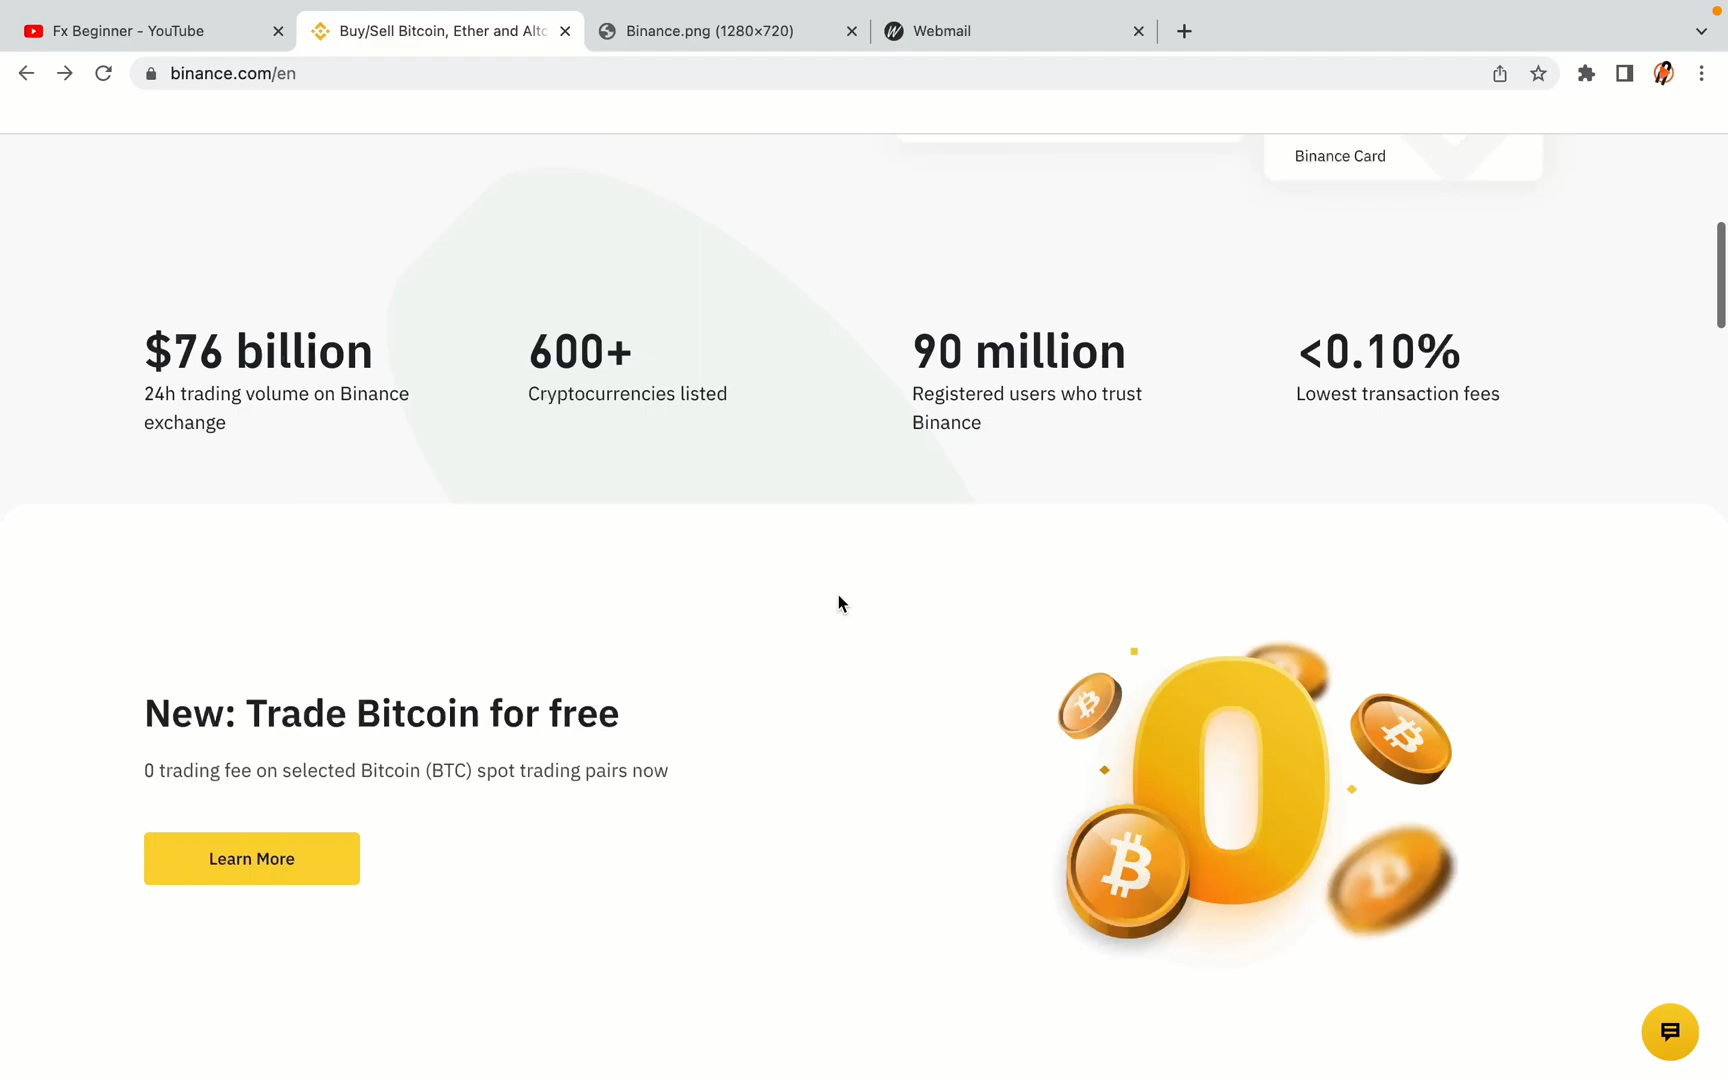 Fx Beginner - YouTube
Buy/Sell Bitcoin, Ether and Altc
Binance.png (1280×720)
Webmail
binance.com/en
Binance Card
$76 billion
24h trading volume on Binance
exchange
600+
Cryptocurrencies listed
90 million
Registered users who trust
Binance
<0.10%
Lowest transaction fees
New: Trade Bitcoin for free
0 trading fee on selected Bitcoin (BTC) spot trading pairs now
Learn More
0